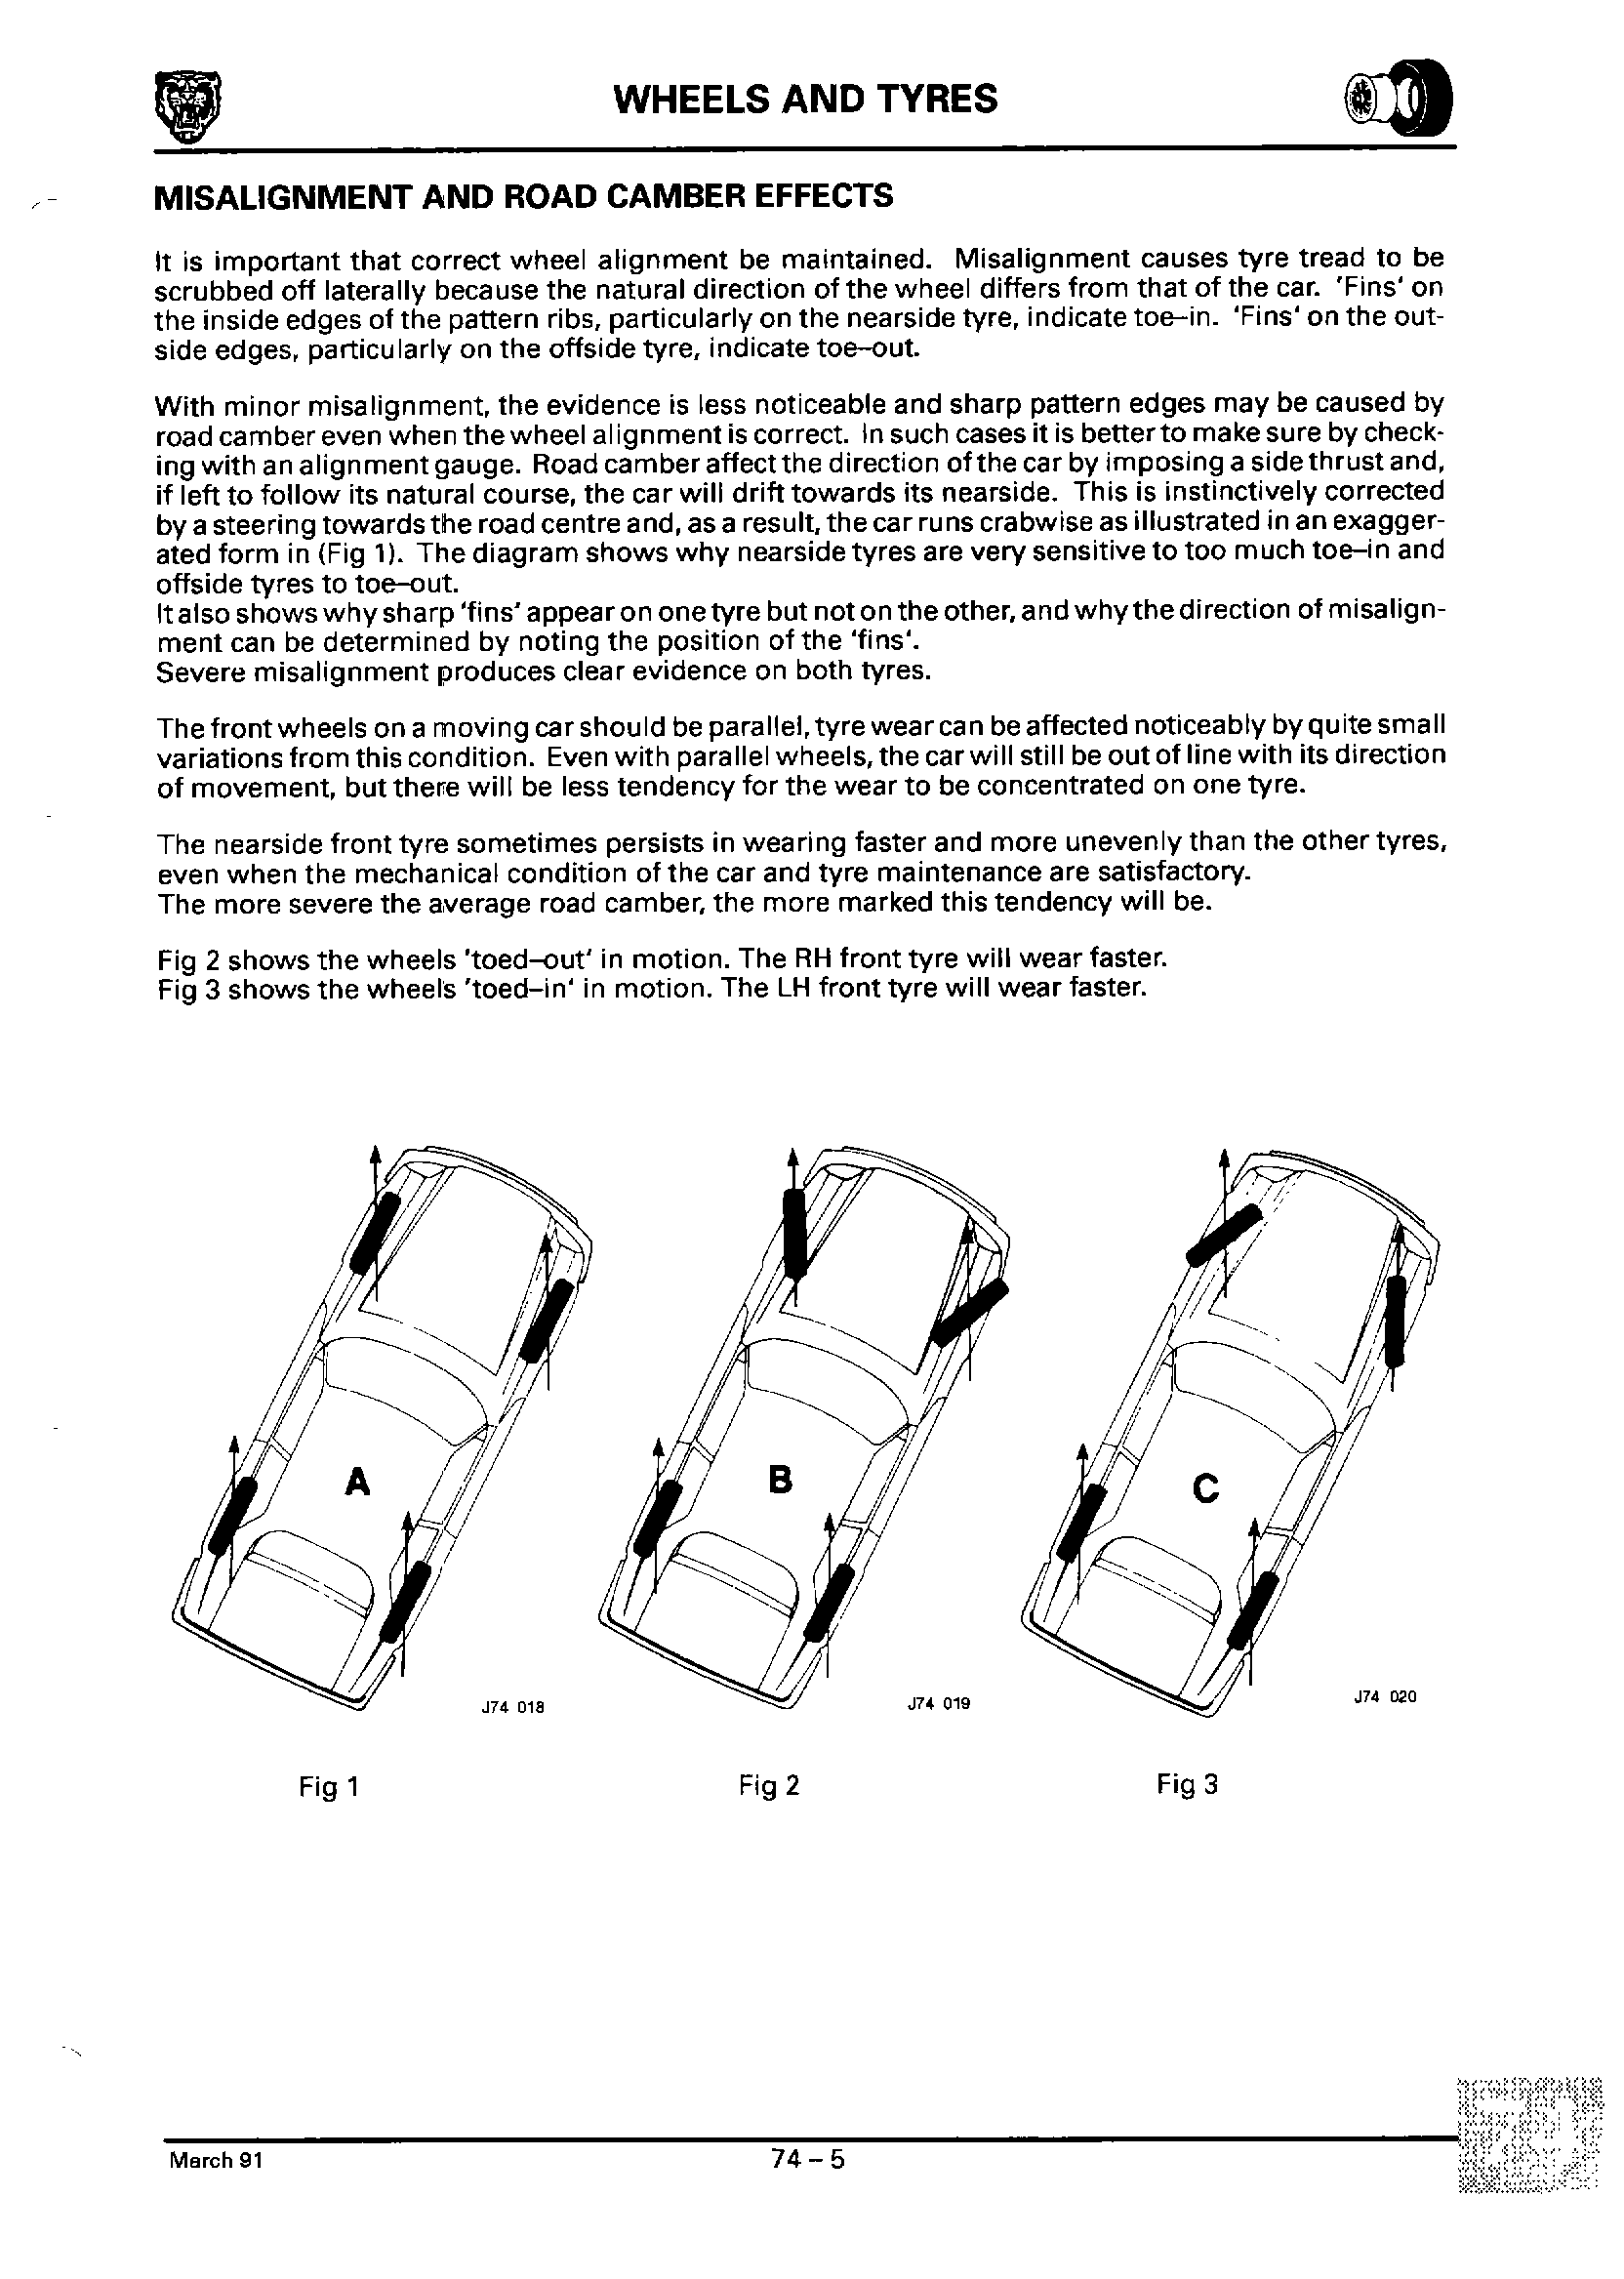 WHEELS AND TYRES
MISALIGNMENT AND ROAD CAMBER EFFECTS
It is important that correct wheel alignment be maintained. Misalignment causes tyre tread to be
scrubbed off laterally because the natural direction of the wheel differs from that of the car. 'Fins' on
the inside edges of the pattern ribs, particularly on the nearside tyre, indicate toe-in. 'Fins' on the out-
side edges, particularly on the offside tyre, indicate toe-out.
With minor misalignment, the evidence is less noticeable and sharp pattern edges may be caused by
road camber even when the wheel alignment is correct. In such cases it is better to make sure by check-
ing with an alignment gauge. Road camber affect the direction of the car by imposing a side thrust and,
if left to follow its natural course, the car will drift towards its nearside. This is instinctively corrected
by a steering towards the road centre and, as a result, the car runs crabwise as illustrated in an exagger-
ated form in (Fig 1). The diagram shows why nearside tyres are very sensitive to too much toe-in and
offside tyres to toe-out.
It also shows why sharp 'fins' appear on one tyre but not on the other, and why the direction of misalign-
ment can be determined by noting the position of the 'fins'.
Severe misalignment produces clear evidence on both tyres.
The front wheels on a moving car should be parallel, tyre wear can be affected noticeably by quite small
variations from this condition. Even with parallel wheels, the car will still be out of line with its direction
of movement, but there will be less tendency for the wear to be concentrated on one tyre.
The nearside front tyre sometimes persists in wearing faster and more unevenly than the other tyres,
even when the mechanical condition of the car and tyre maintenance are satisfactory.
The more severe the average road camber, the more marked this tendency will be.
Fig 2 shows the wheels 'toed-out' in motion. The RH front tyre will wear faster.
Fig 3 shows the wheels 'toed-in' in motion. The LH front tyre will wear faster.
A
B
C
J74 018
J74 019
J74 020
Fig 1
Fig 2
Fig 3
March 91
74 – 5